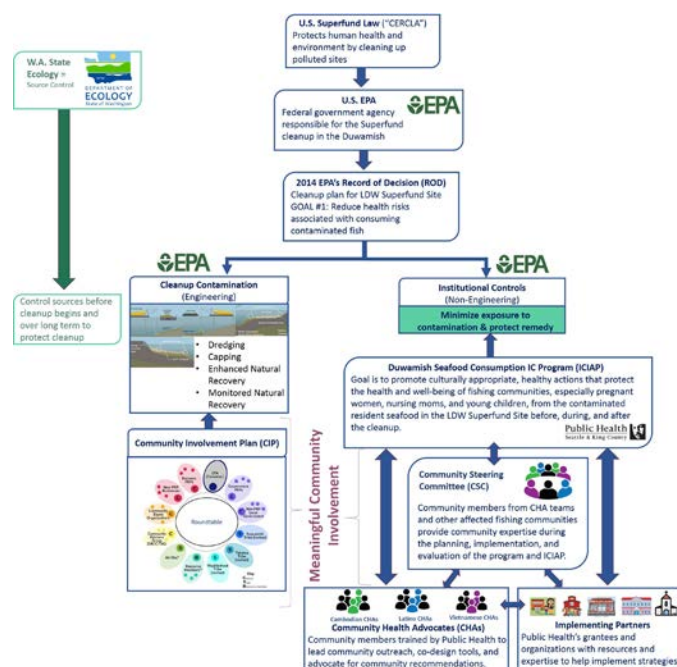 U.S. Superfund Law ("CERCLA")
Protects human health and
environment by cleaning up
polluted sites
W.A. State
Ecology =
Source Control
DEPARTMENT OF
ECOLOGY
State of Washington
U.S. EPA
EPA
Federal government agency
responsible for the Superfund
cleanup in the Duwamish
2014 EPA's Record of Decision (ROD)
Cleanup plan for LDW Superfund Site
GOAL #1: Reduce health risks
associated with consuming
contaminated fish
EPA
EPA
Cleanup Contamination
(Engineering)
• Dredging
• Capping
• Enhanced Natural
Recovery
• Monitored Natural
Recovery
Institutional Controls
(Non-Engineering)
Minimize exposure to
contamination & protect remedy
Control sources before
cleanup begins and
over long term to
protect cleanup
Duwamish Seafood Consumption IC Program (ICIAP)
Goal is to promote culturally appropriate, healthy actions that protect
the health and well-being of fishing communities, especially pregnant
women, nursing moms, and young children, from the contaminated
resident seafood in the LDW Superfund Site before, during, and after
the cleanup.
Public Health
Seattle & King County
Community Involvement Plan (CIP)
Roundtable
Meaningful Community
Involvement
Community Steering
Committee (CSC)
Community members from CHA teams
and other affected fishing communities
provide community expertise during
the planning, implementation, and
evaluation of the program and ICIAP.
Cambodian CHAs
Latino CHAs
Vietnamese CHAs
Community Health Advocates (CHAs)
Community members trained by Public Health to
lead community outreach, co-design tools, and
advocate for community recommendations.
Implementing Partners
Public Health's grantees and
organizations with resources and
expertise to help implement strategies